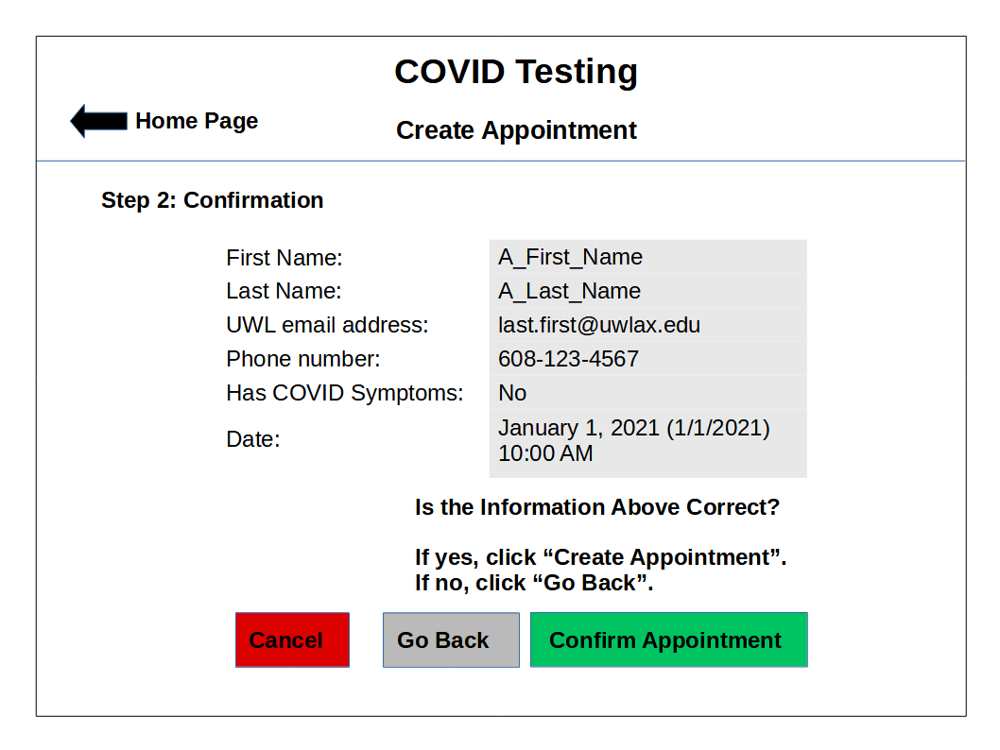 COVID Testing
Home Page
Create Appointment
Step 2: Confirmation
First Name: A_First_Name
Last Name: A_Last_Name
UWL email address: last.first@uwlax.edu
Phone number: 608-123-4567
Has COVID Symptoms: No
Date: January 1, 2021 (1/1/2021)
10:00 AM
Is the Information Above Correct?
If yes, click “Create Appointment”.
If no, click “Go Back”.
Cancel Go Back Confirm Appointment